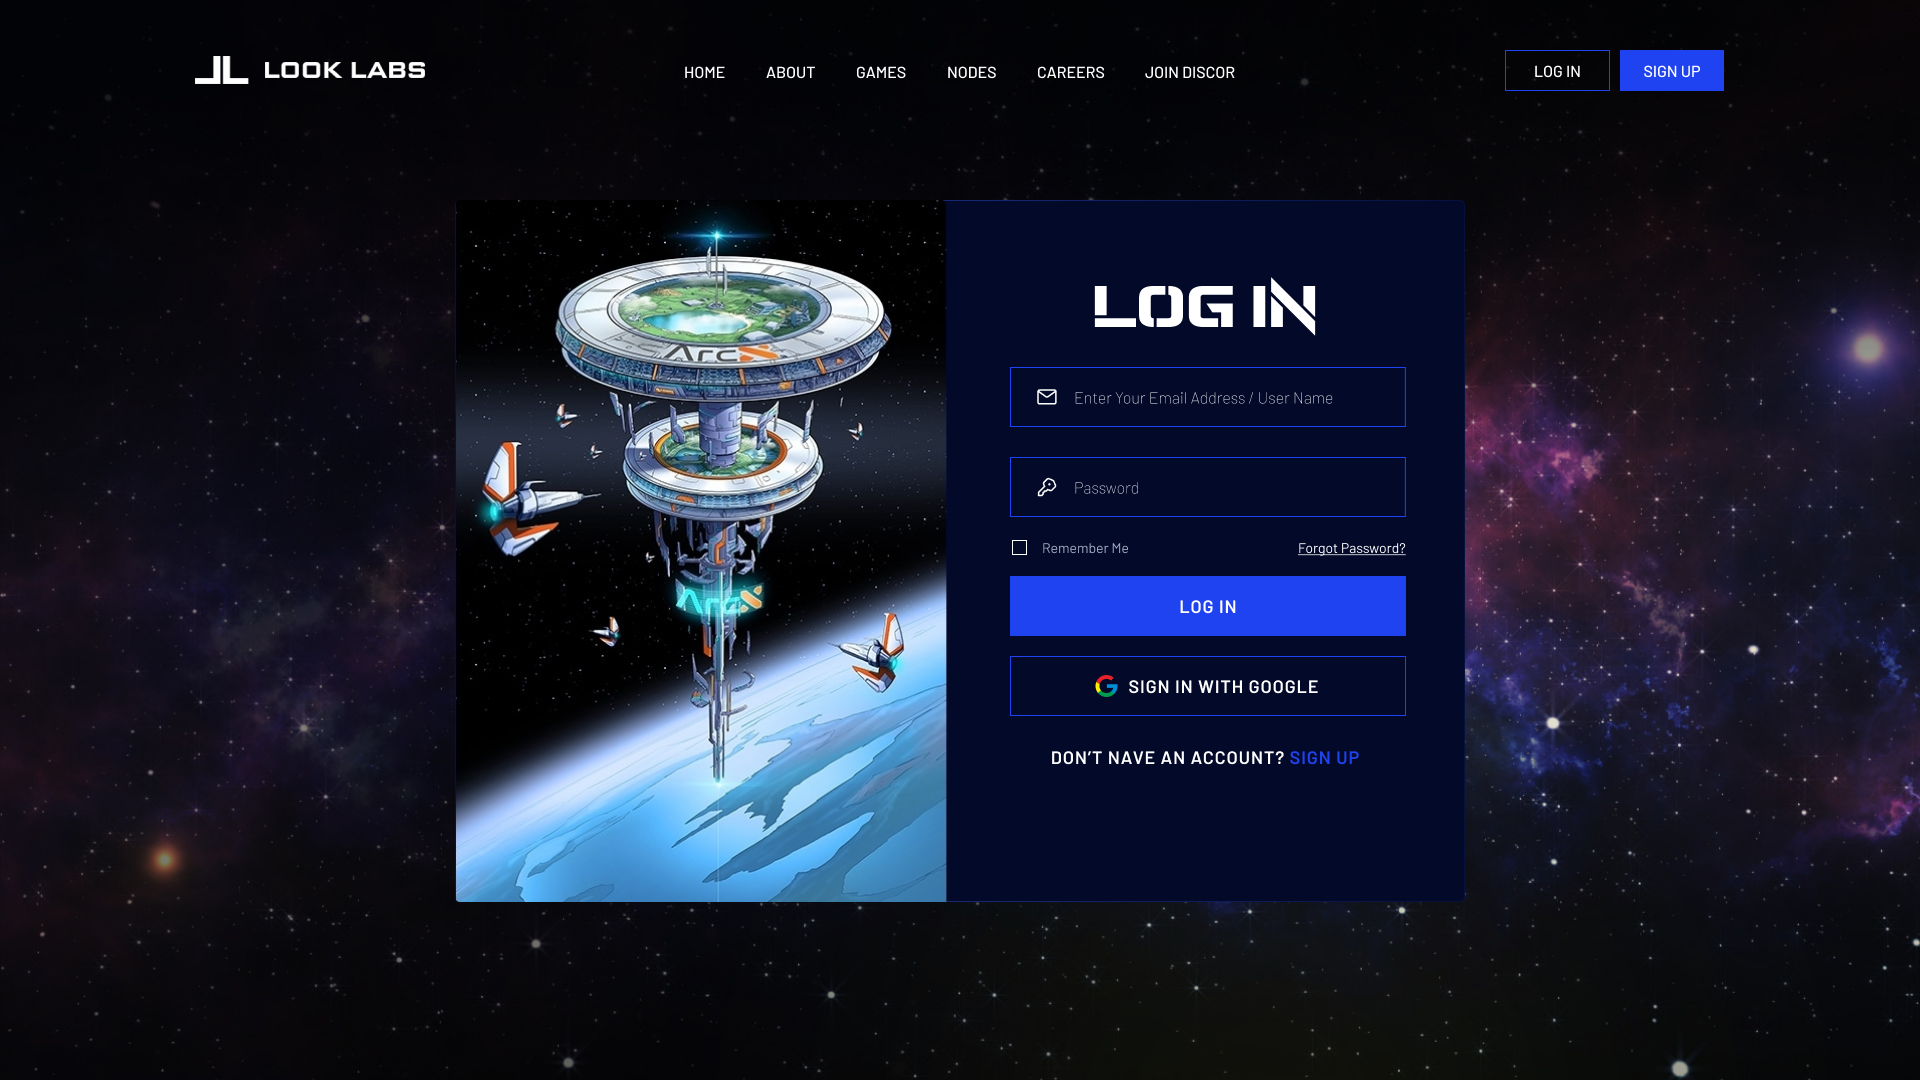 LOOK LABS
HOME ABOUT GAMES NODES CAREERS JOIN DISCOR
LOG IN SIGN UP
ArcX
ArcX
LOG IN
Enter Your Email Address / User Name
Password
Remember Me Forgot Password?
LOG IN
SIGN IN WITH GOOGLE
DON’T NAVE AN ACCOUNT? SIGN UP